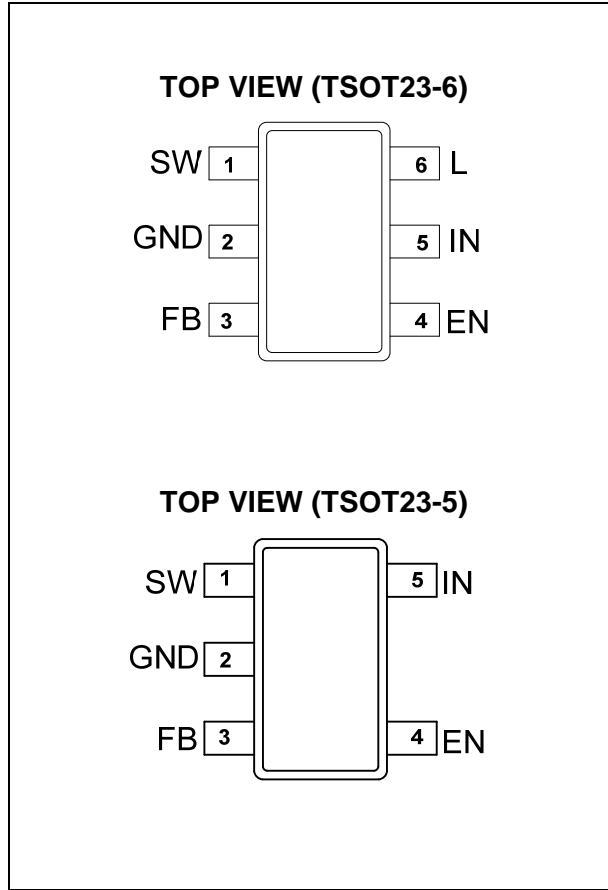 TOP VIEW (TSOT23-6)
SW 1 6 L
GND 2 5 IN
FB 3 4 EN
TOP VIEW (TSOT23-5)
SW 1 5 IN
GND 2
FB 3 4 EN